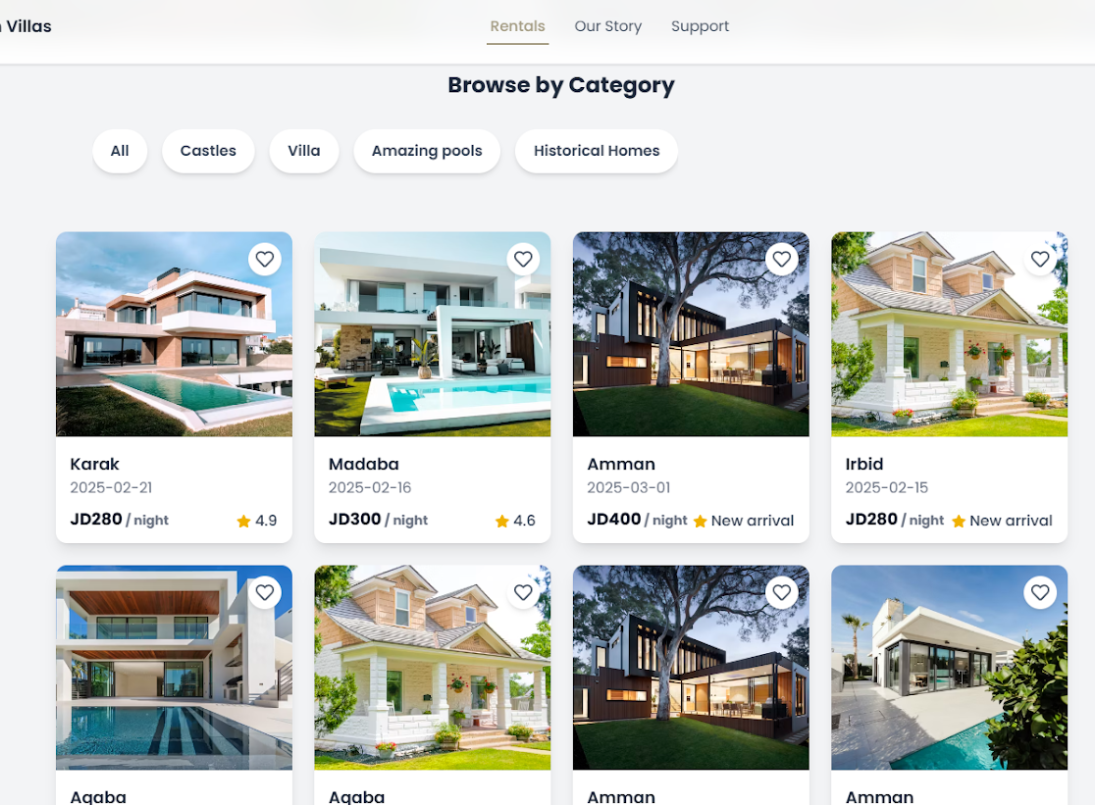 Villas
Rentals Our Story Support
Browse by Category
All Castles Villa Amazing pools Historical Homes
Karak Madaba Amman Irbid
2025-02-21 2025-02-16 2025-03-01 2025-02-15
JD280 / night 4.9 JD300 / night 4.6 JD400 / night New arrival JD280 / night New arrival
Aqaba Aqaba Amman Amman